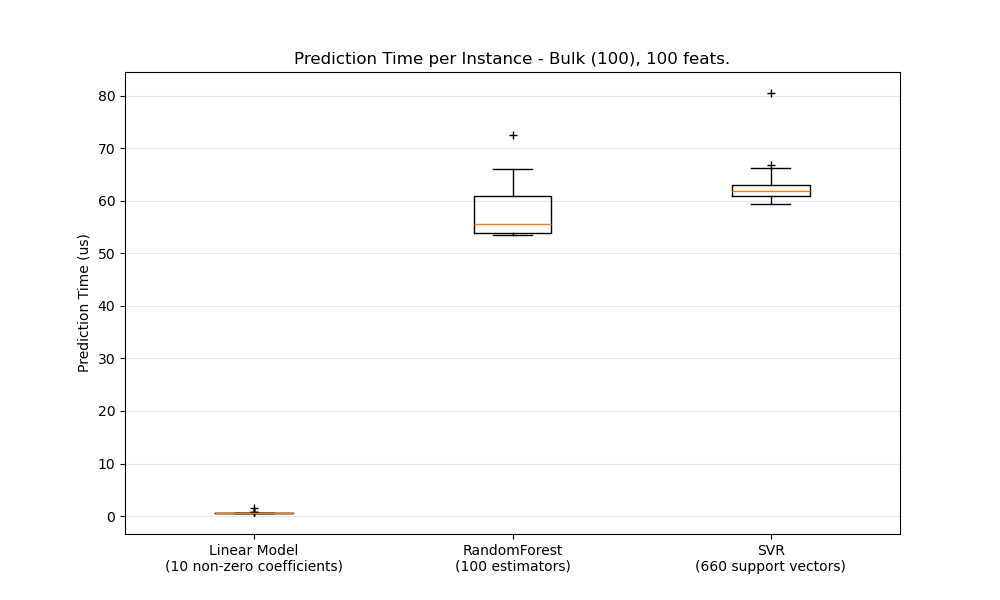 Prediction Time per Instance - Bulk (100), 100 feats.
Prediction Time (us)
80
70
60
50
40
30
20
10
0
Linear Model
(10 non-zero coefficients)
RandomForest
(100 estimators)
SVR
(660 support vectors)